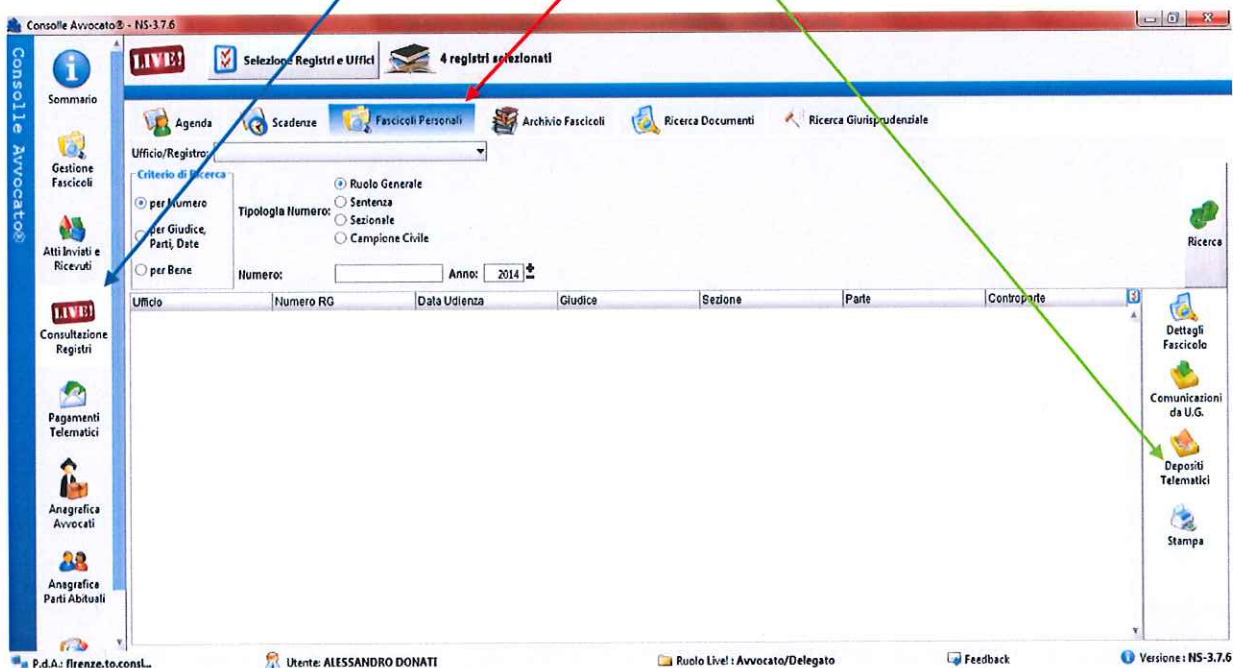 Consolle Avvocato® - NS-3.7.6
Consolle Avvocato®
Sommario
Gestione
Fascicoli
Atti Inviati e
Ricevuti
LIVE!
Consultazione
Registri
Pagamenti
Telematici
Anagrafica
Avvocati
Anagrafica
Parti Abituali
LIVE!
Selezione Registri e Uffici
4 registri selezionati
Agenda
Scadenze
Fascicoli Personali
Archivio Fascicoli
Ricerca Documenti
Ricerca Giurisprudenziale
Ufficio/Registro:
Criterio di Ricerca
per Numero
per Giudice,
Parti, Date
per Bene
Tipologia Numero:
Ruolo Generale
Sentenza
Sezionale
Campione Civile
Numero:
Anno: 2014
Ricerca
Ufficio Numero RG Data Udienza Giudice Sezione Parte Controparte
Dettagli
Fascicolo
Comunicazioni
da U.G.
Depositi
Telematici
Stampa
P.d.A.: firenze.to.consi...
Utente: ALESSANDRO DONATI
Ruolo Live! : Avvocato/Delegato
Feedback
Versione : NS-3.7.6